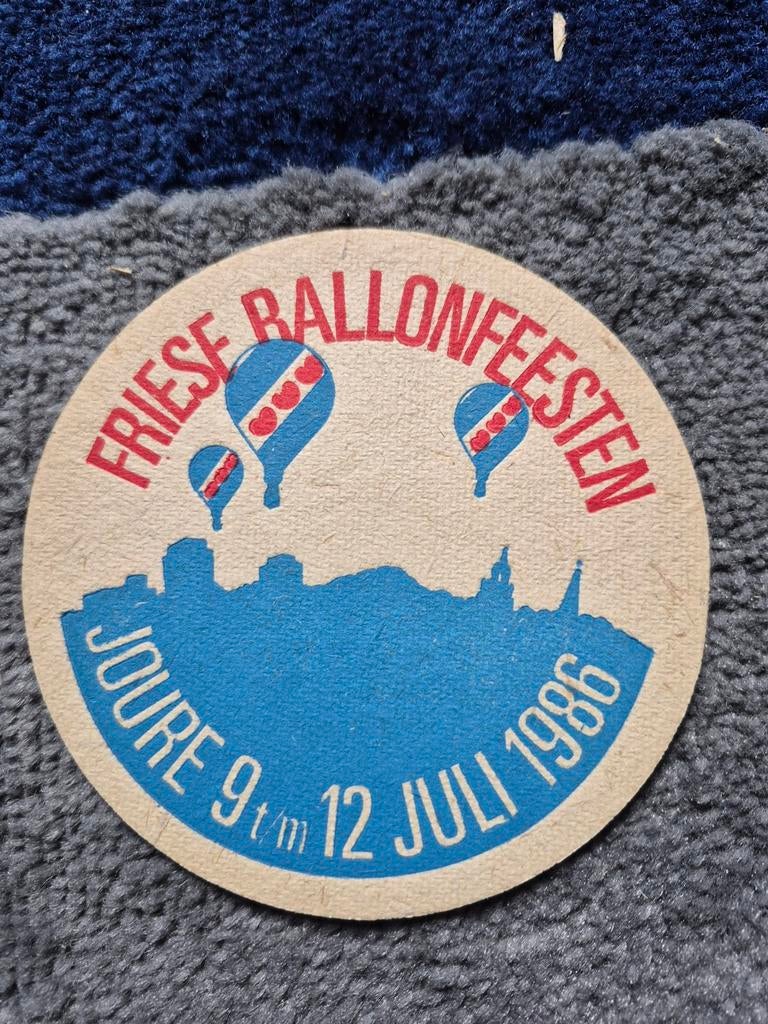 FRIESE BALLONFEESTEN
JOURE 9 t/m 12 JULI 1986